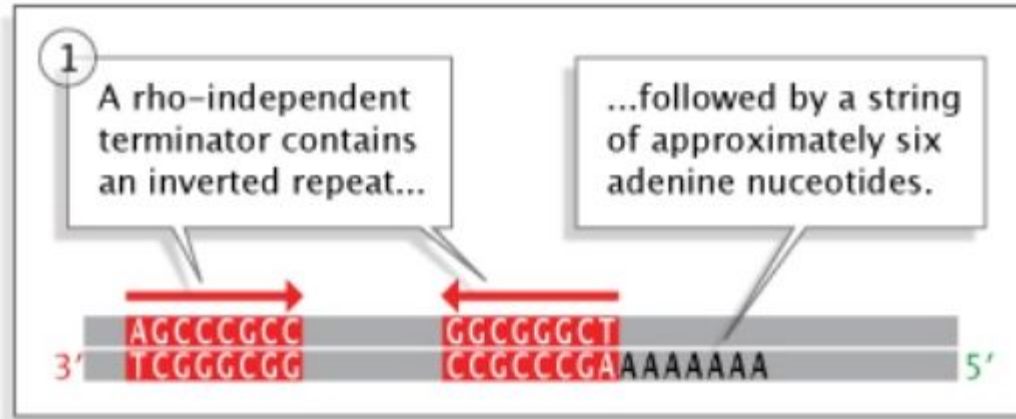 1
A rho-independent
terminator contains
an inverted repeat...
...followed by a string
of approximately six
adenine nuceotides.
AGCCCGCC GGCGGGCT
3′ TCGGGCGG CCGCCCGAAAAAAAA 5′